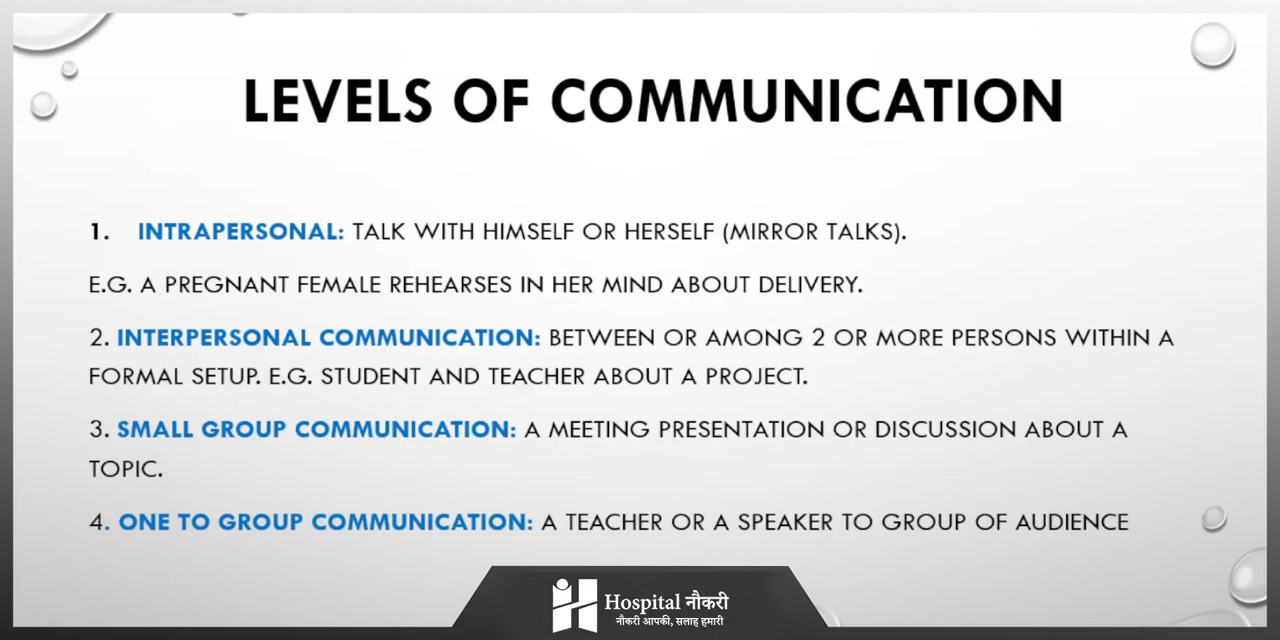 LEVELS OF COMMUNICATION
1. INTRAPERSONAL: TALK WITH HIMSELF OR HERSELF (MIRROR TALKS).
E.G. A PREGNANT FEMALE REHEARSES IN HER MIND ABOUT DELIVERY.
2. INTERPERSONAL COMMUNICATION: BETWEEN OR AMONG 2 OR MORE PERSONS WITHIN A
FORMAL SETUP. E.G. STUDENT AND TEACHER ABOUT A PROJECT.
3. SMALL GROUP COMMUNICATION: A MEETING PRESENTATION OR DISCUSSION ABOUT A
TOPIC.
4. ONE TO GROUP COMMUNICATION: A TEACHER OR A SPEAKER TO GROUP OF AUDIENCE
Hospital नौकरी
नौकरी आपकी, सलाह हमारी